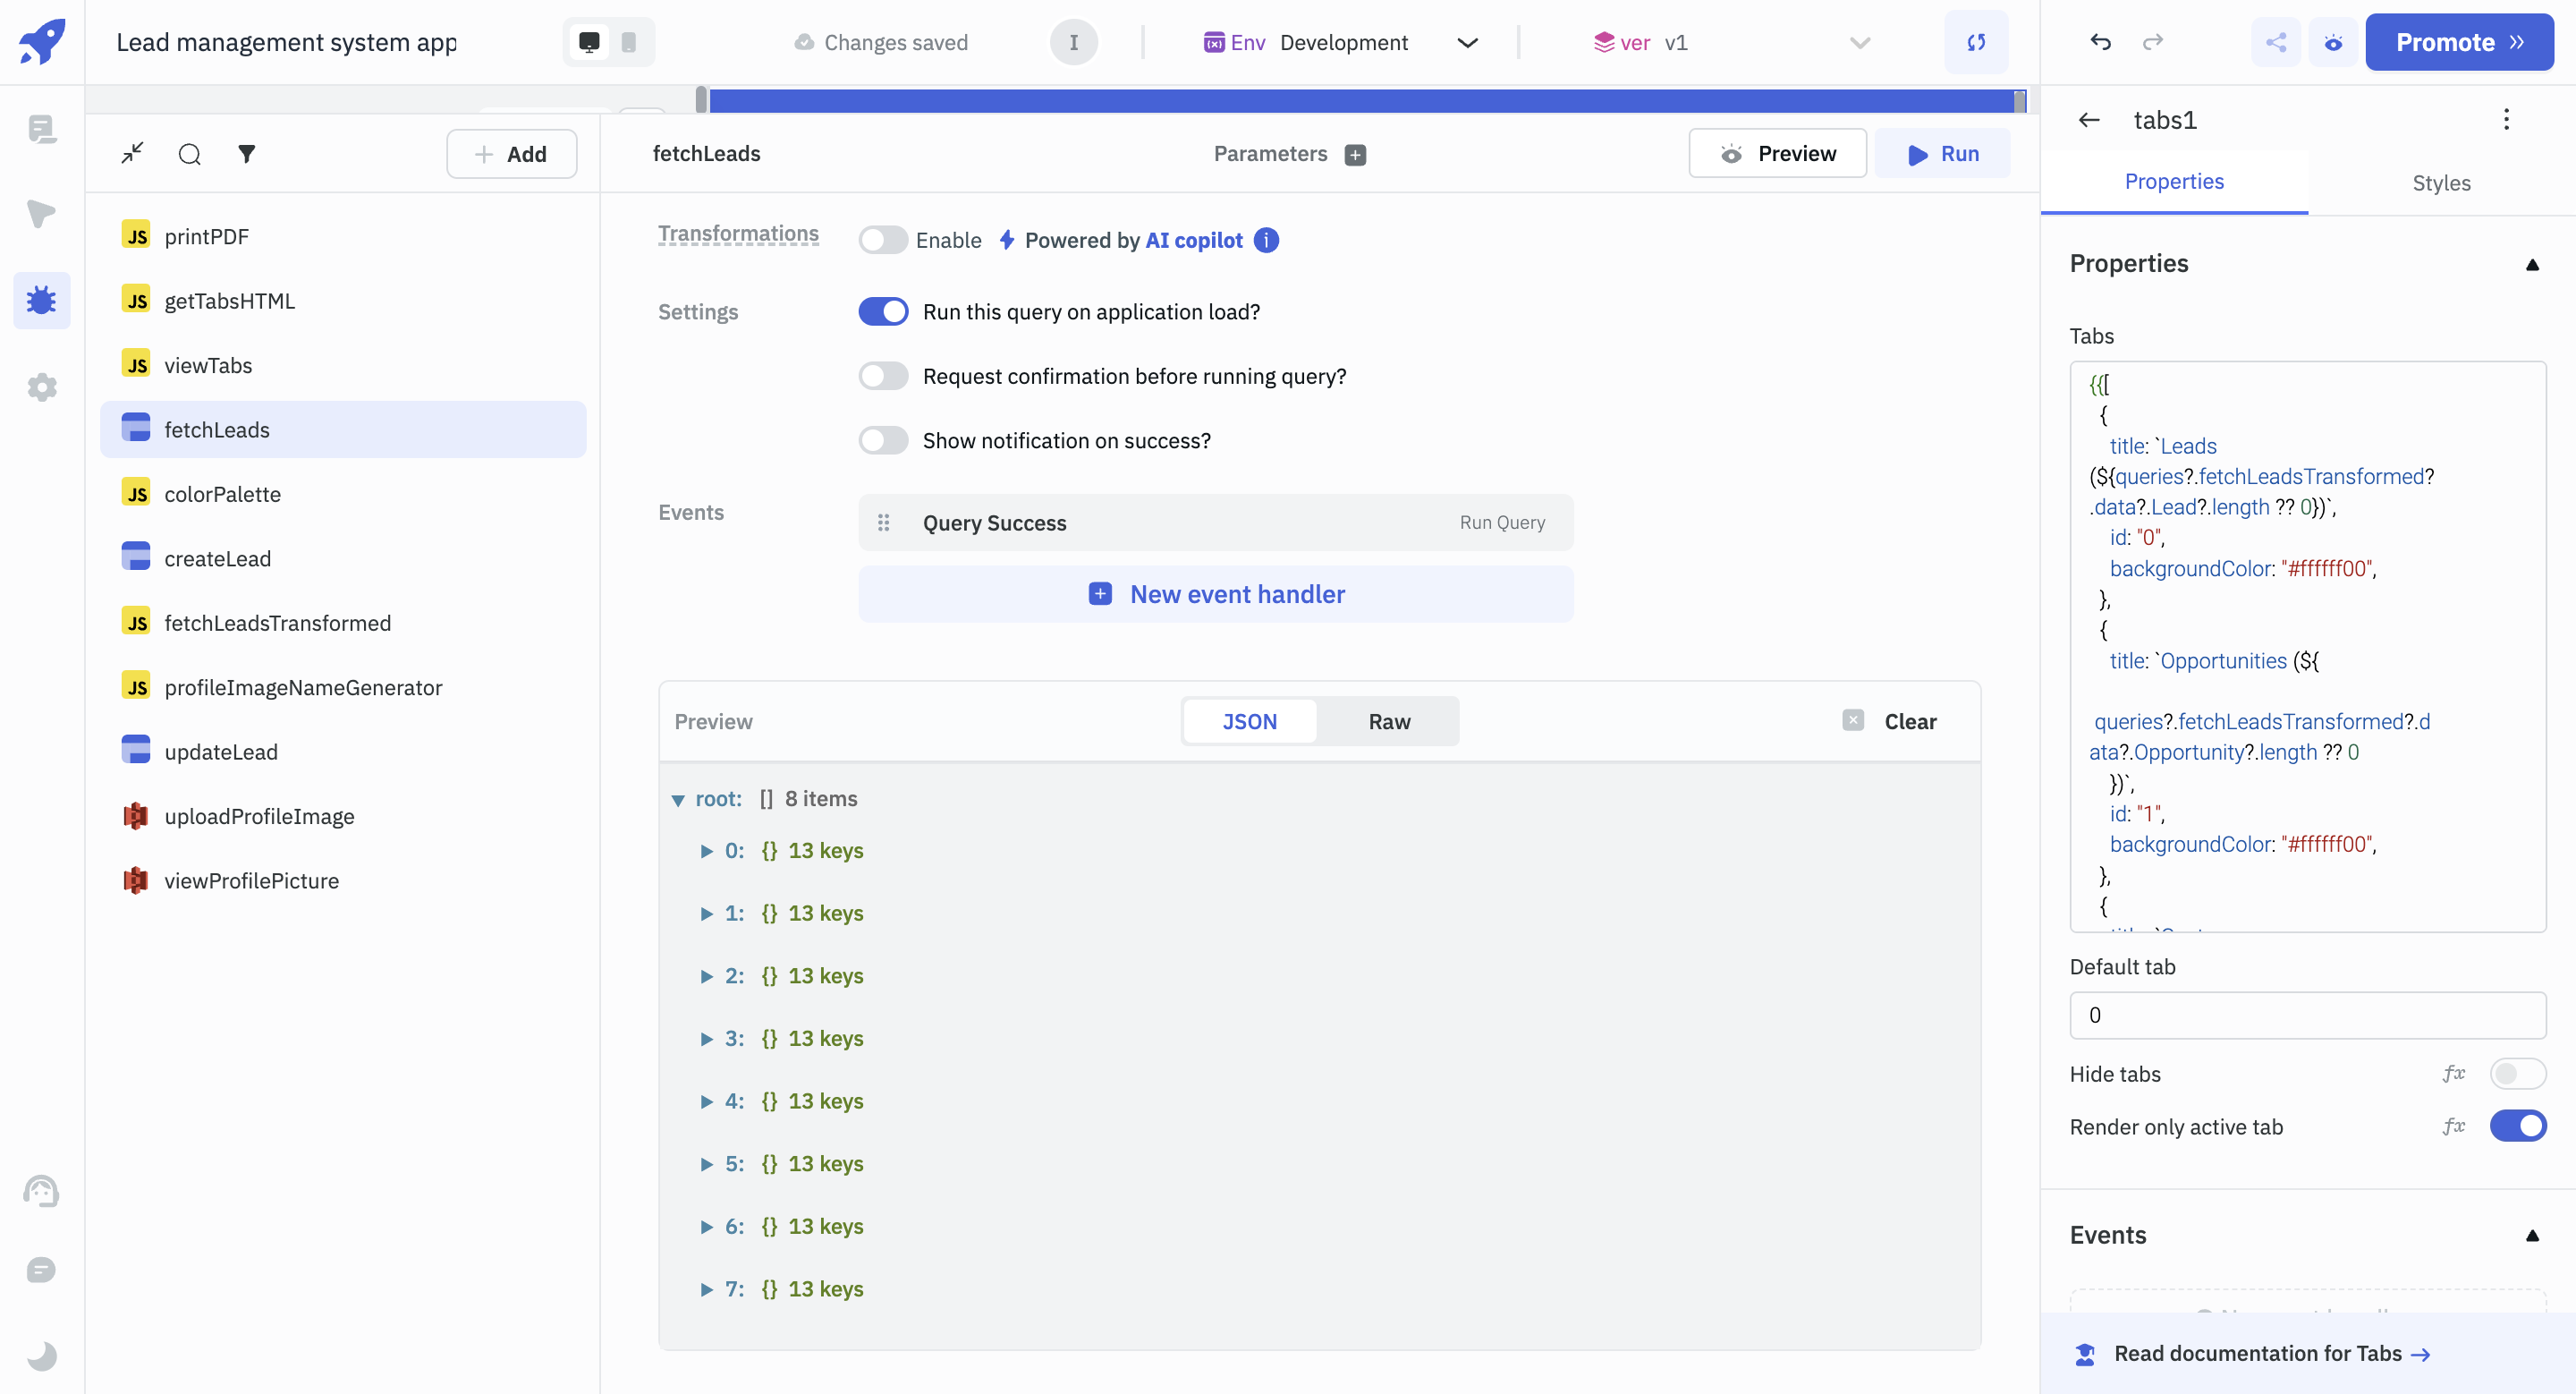 Lead management system app
Changes saved
I
Env Development
ver v1
Promote
Add
JS printPDF
JS getTabsHTML
JS viewTabs
fetchLeads
JS colorPalette
createLead
JS fetchLeadsTransformed
JS profileImageNameGenerator
updateLead
uploadProfileImage
viewProfilePicture
fetchLeads
Parameters
Preview
Run
Transformations
Enable
Powered by AI copilot
Settings
Run this query on application load?
Request confirmation before running query?
Show notification on success?
Events
Query Success
Run Query
New event handler
Preview
JSON
Raw
Clear
root: [] 8 items
0: {} 13 keys
1: {} 13 keys
2: {} 13 keys
3: {} 13 keys
4: {} 13 keys
5: {} 13 keys
6: {} 13 keys
7: {} 13 keys
tabs1
Properties
Styles
Properties
Tabs
{{[
{
title: `Leads
(${queries?.fetchLeadsTransformed?
.data?.Lead?.length ?? 0})`,
id: "0",
backgroundColor: "#ffffff00",
},
{
title: `Opportunities (${
queries?.fetchLeadsTransformed?.d
ata?.Opportunity?.length ?? 0
})`,
id: "1",
backgroundColor: "#ffffff00",
},
{
Default tab
0
Hide tabs
fx
Render only active tab
fx
Events
Read documentation for Tabs →